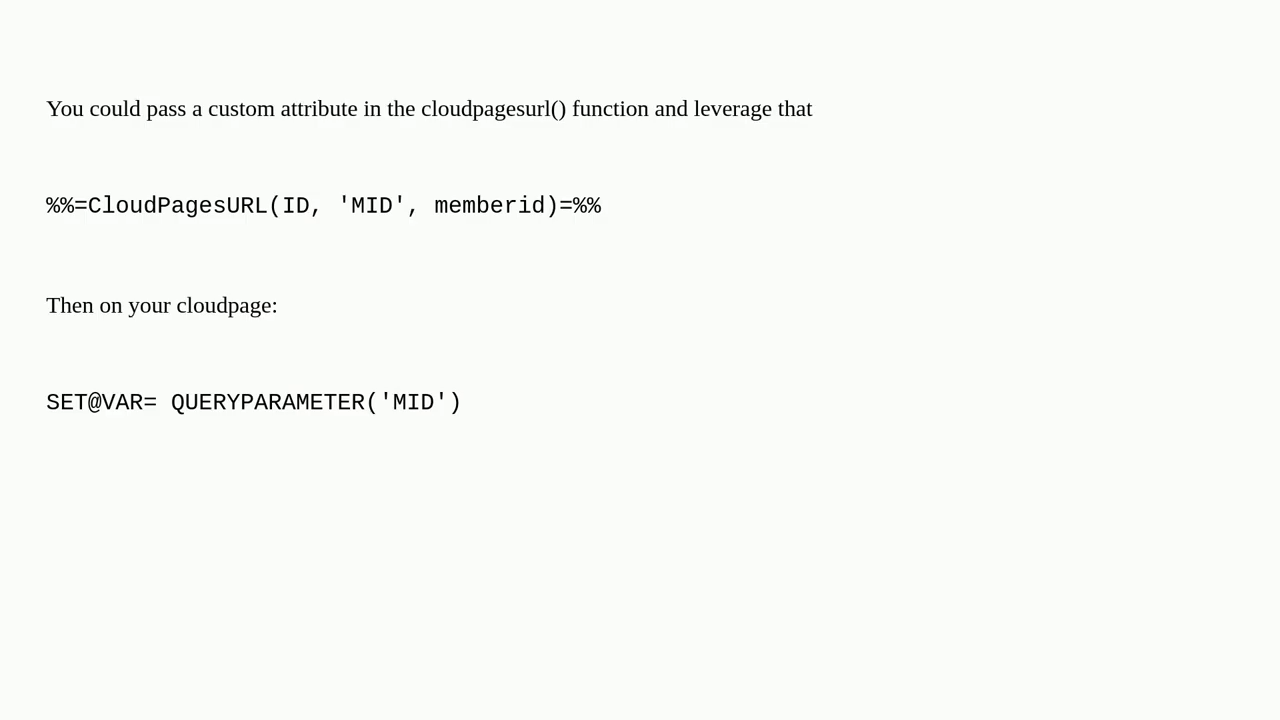 You could pass a custom attribute in the cloudpagesurl() function and leverage that
%%=CloudPagesURL(ID, 'MID', memberid)=%%
Then on your cloudpage:
SET@VAR= QUERYPARAMETER('MID')